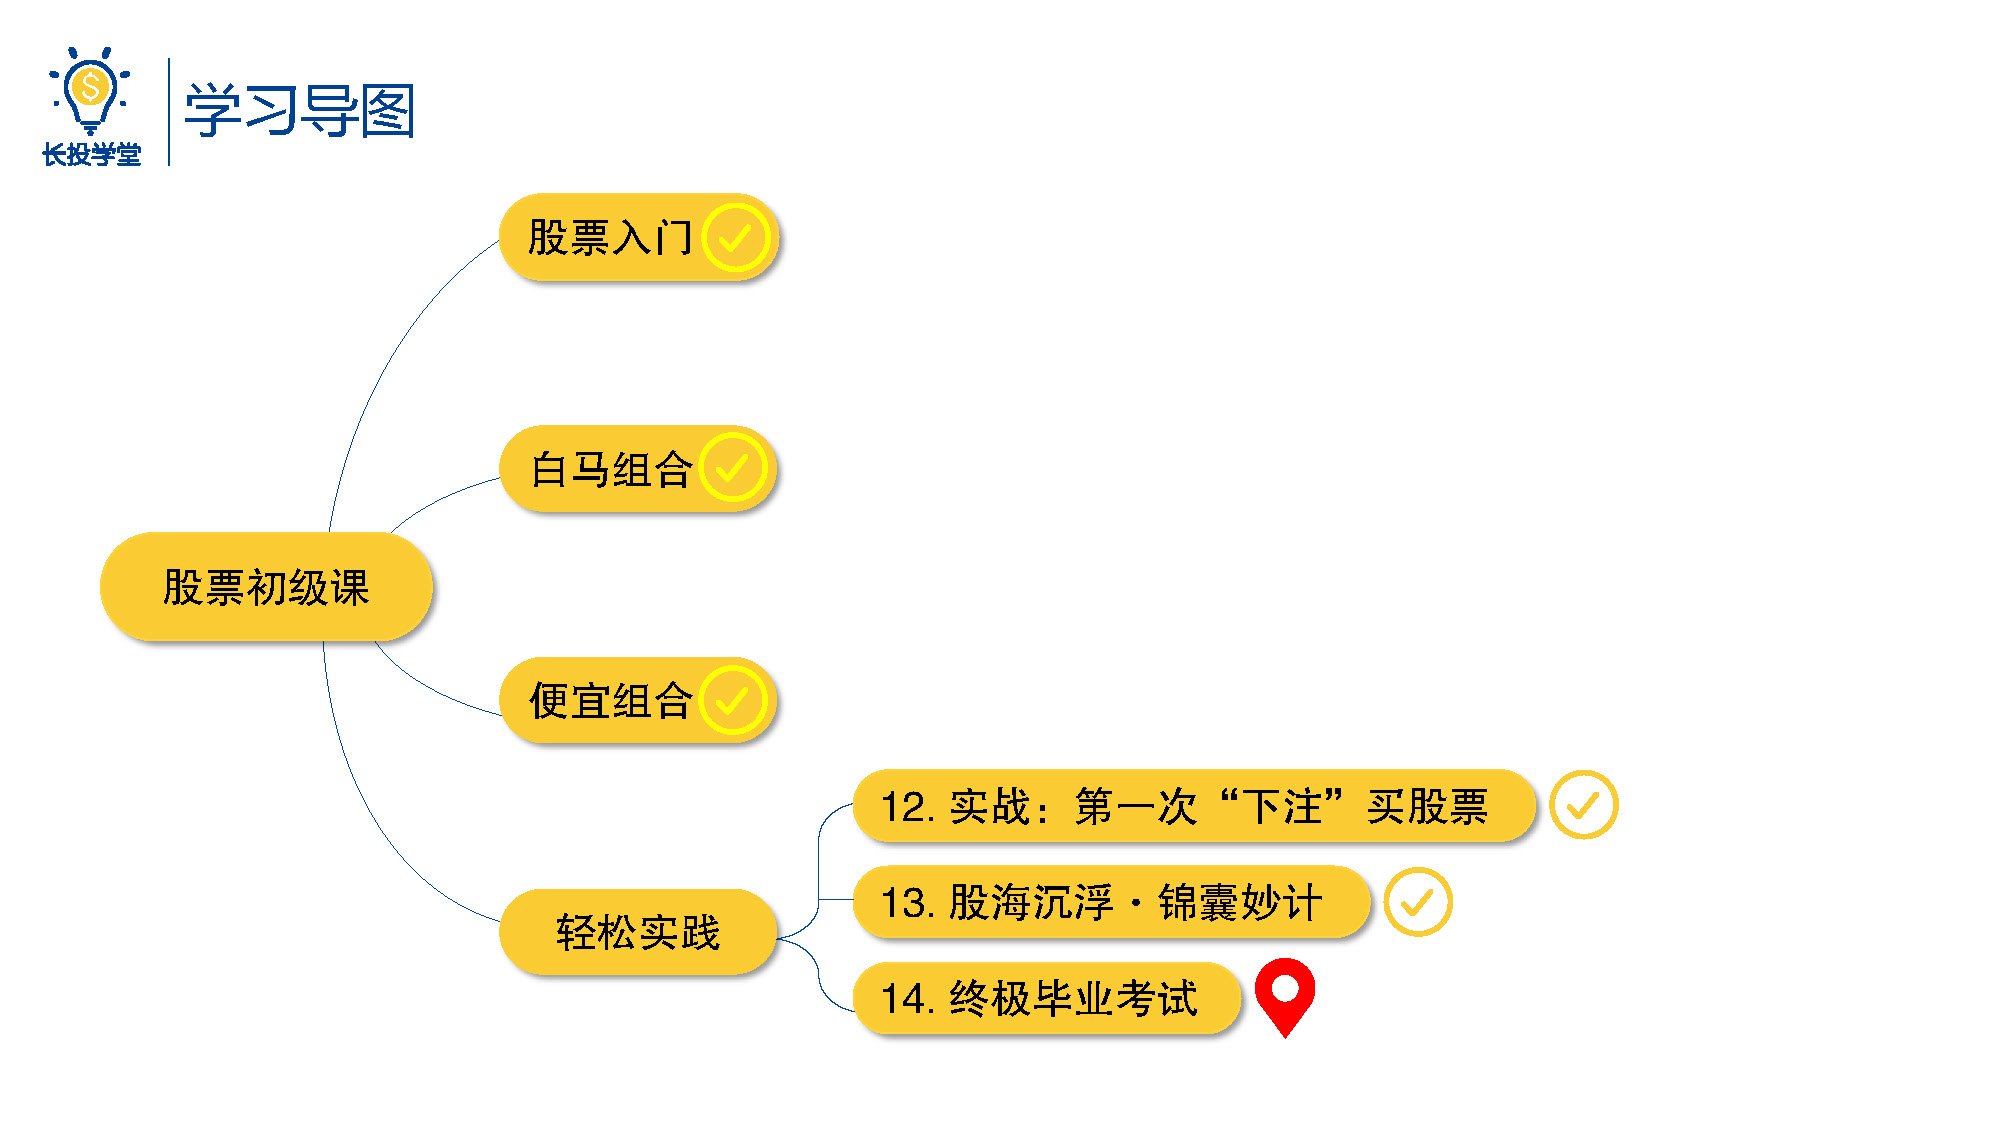 长投学堂
学习导图
股票入门
白马组合
股票初级课
便宜组合
轻松实践
12. 实战：第一次“下注”买股票
13. 股海沉浮·锦囊妙计
14. 终极毕业考试